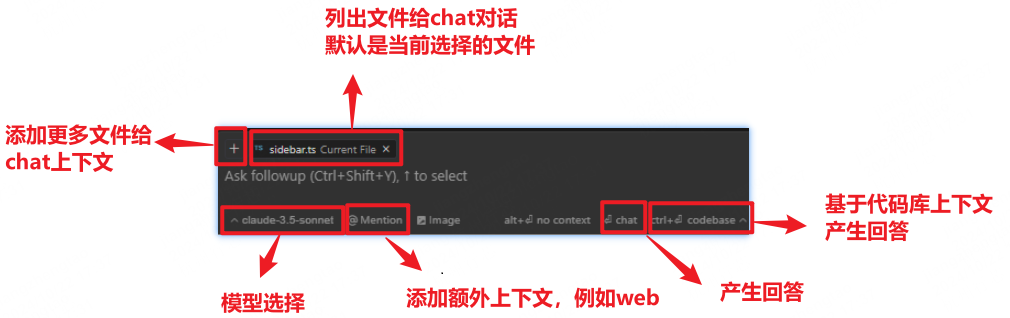 列出文件给chat对话
默认是当前选择的文件
添加更多文件给
chat上下文
+ TS sidebar.ts Current File ×
Ask followup (Ctrl+Shift+Y), ↑ to select
^ claude-3.5-sonnet @ Mention Image alt+⏎ no context ⏎ chat ctrl+⏎ codebase ^
基于代码库上下文
产生回答
模型选择
添加额外上下文，例如web
产生回答